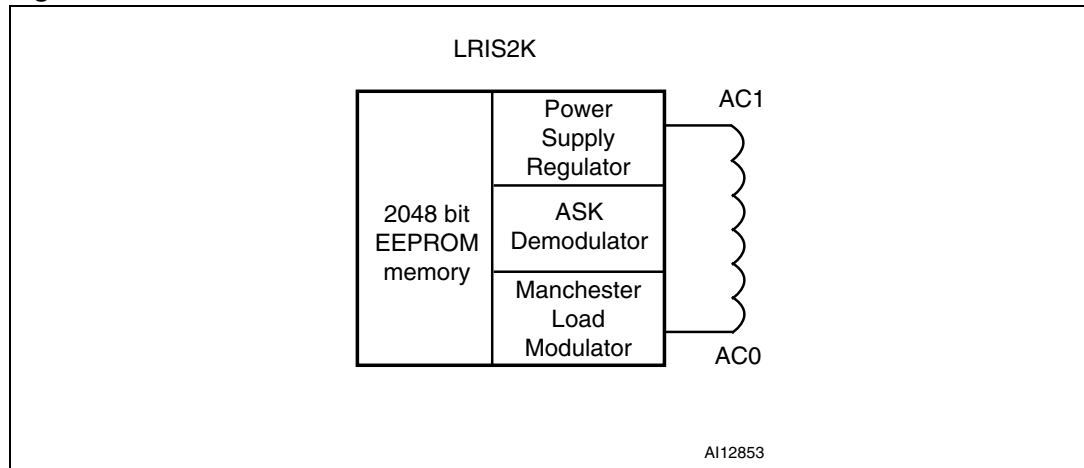 LRIS2K
2048 bit
EEPROM
memory
Power
Supply
Regulator
ASK
Demodulator
Manchester
Load
Modulator
AC1
AC0
AI12853